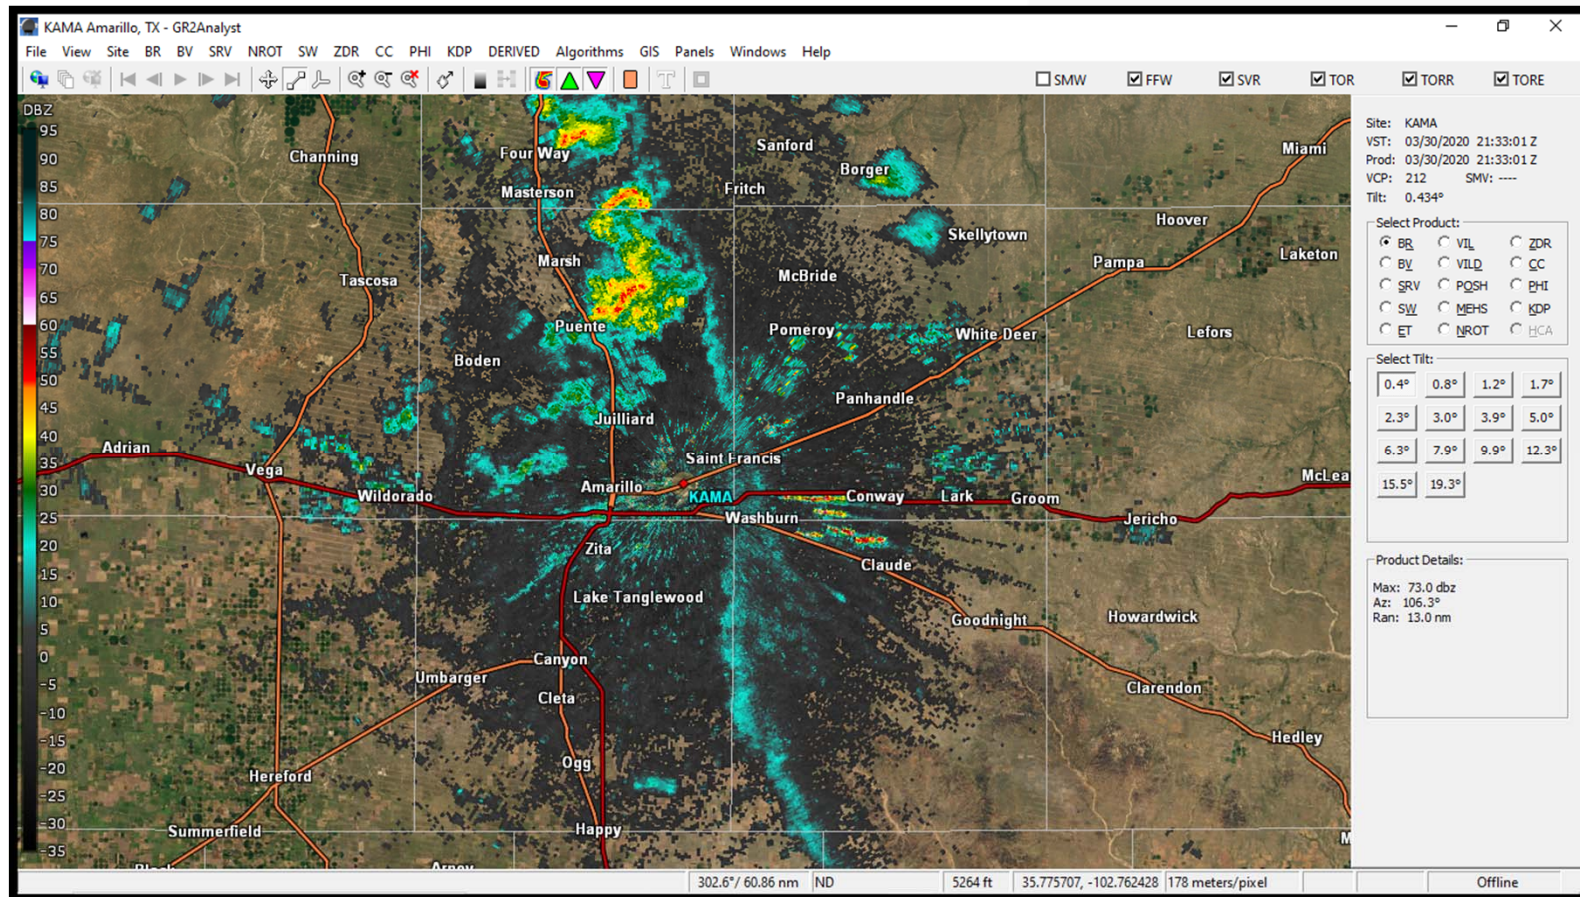 KAMA Amarillo, TX - GR2Analyst
File View Site BR BV SRV NROT SW ZDR CC PHI KDP DERIVED Algorithms GIS Panels Windows Help
SMW FFW SVR TOR TORR TORE
DBZ
95
90
85
80
75
70
65
60
55
50
45
40
35
30
25
20
15
10
5
0
-5
-10
-15
-20
-25
-30
-35
Channing
Four Way
Sanford
Miami
Borger
Masterson
Fritch
Hoover
Skellytown
Laketon
Marsh
Pampa
Tascosa
McBride
Puente
Pomeroy
White Deer
Lefors
Boden
Panhandle
Juilliard
Adrian
Saint Francis
Vega
McLea
Amarillo
Wildorado
KAMA
Conway
Lark
Groom
Washburn
Jericho
Zita
Claude
Lake Tanglewood
Goodnight
Howardwick
Canyon
Umbarger
Clarendon
Cleta
Hedley
Ogg
Hereford
Happy
Summerfield
M
Site: KAMA
VST: 03/30/2020 21:33:01 Z
Prod: 03/30/2020 21:33:01 Z
VCP: 212 SMV: ----
Tilt: 0.434°
Select Product:
BR VIL ZDR
BV VILD CC
SRV POSH PHI
SW MEHS KDP
ET NROT HCA
Select Tilt:
0.4° 0.8° 1.2° 1.7°
2.3° 3.0° 3.9° 5.0°
6.3° 7.9° 9.9° 12.3°
15.5° 19.3°
Product Details:
Max: 73.0 dbz
Az: 106.3°
Ran: 13.0 nm
302.6°/ 60.86 nm ND 5264 ft 35.775707, -102.762428 178 meters/pixel Offline